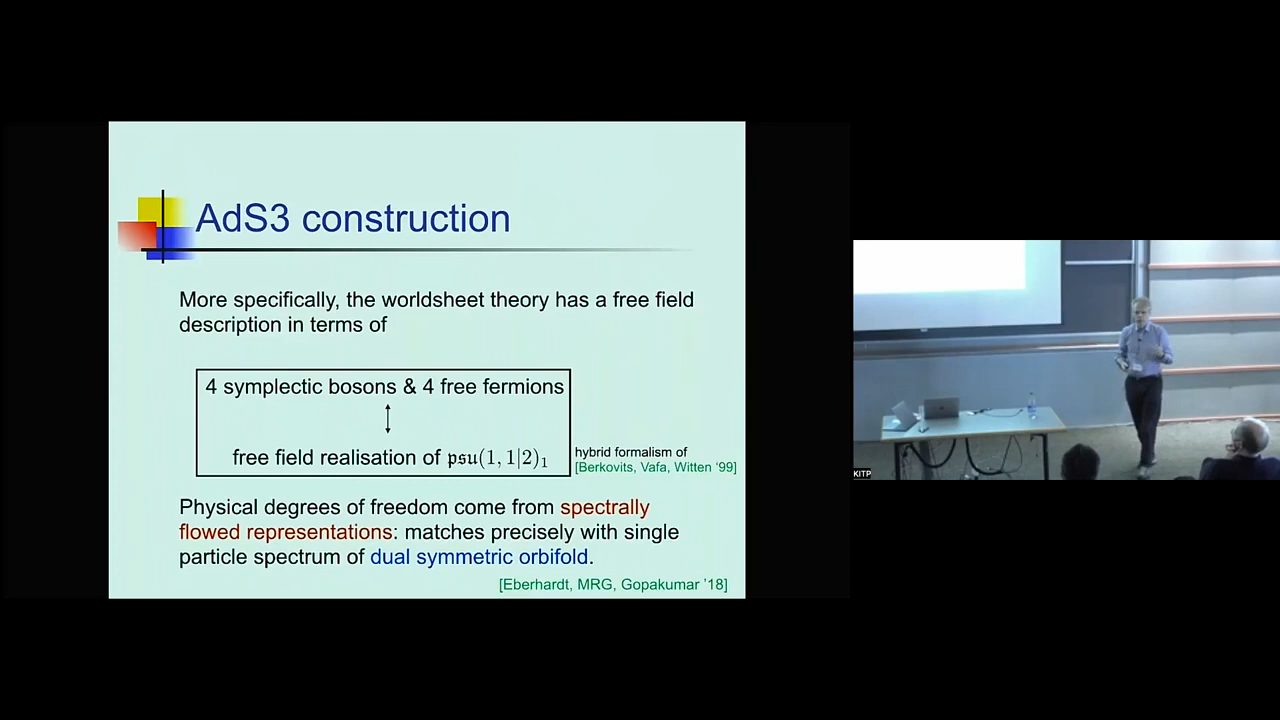 AdS3 construction
More specifically, the worldsheet theory has a free field
description in terms of
4 symplectic bosons & 4 free fermions
↕
free field realisation of 𝔭𝔰𝔲(1,1|2)₁
hybrid formalism of
[Berkovits, Vafa, Witten '99]
Physical degrees of freedom come from spectrally
flowed representations: matches precisely with single
particle spectrum of dual symmetric orbifold.
[Eberhardt, MRG, Gopakumar '18]
KITP